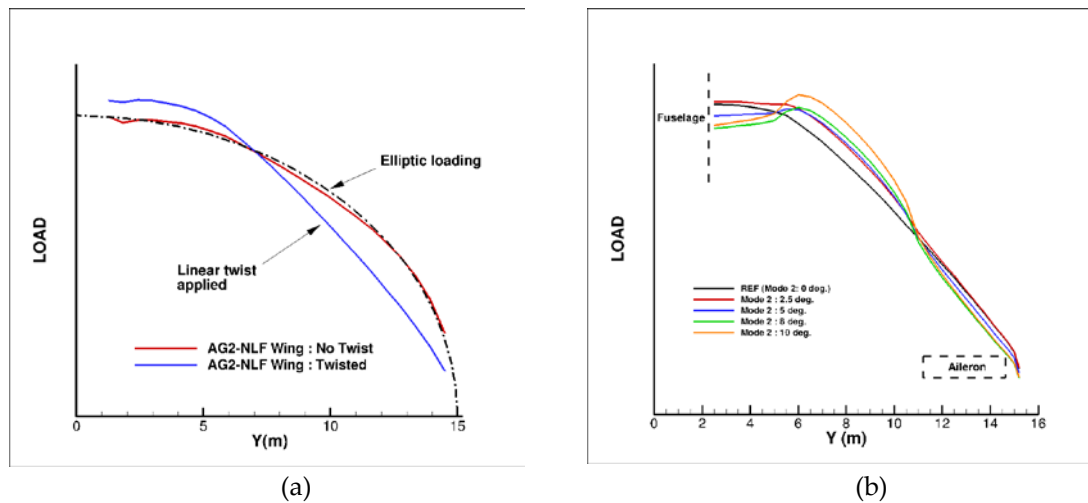 LOAD
Elliptic loading
Linear twist
applied
AG2-NLF Wing : No Twist
AG2-NLF Wing : Twisted
0
5
10
15
Y(m)
(a)
LOAD
Fuselage
REF (Mode 2: 0 deg.)
Mode 2 : 2.5 deg.
Mode 2 : 5 deg.
Mode 2 : 8 deg.
Mode 2 : 10 deg.
Aileron
0
2
4
6
8
10
12
14
16
Y (m)
(b)